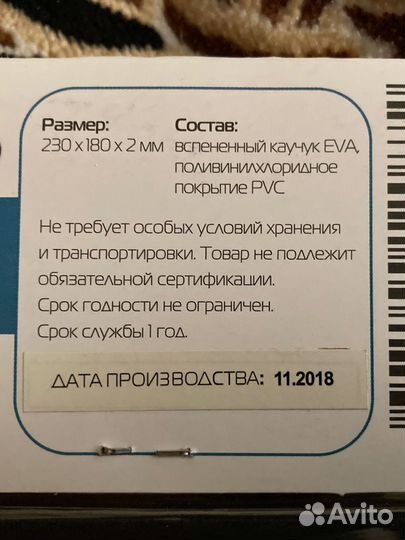 Размер:
230 x 180 x 2 мм
Состав:
вспененный каучук EVA,
поливинилхлоридное
покрытие PVC
Не требует особых условий хранения
и транспортировки. Товар не подлежит
обязательной сертификации.
Срок годности не ограничен.
Срок службы 1 год.
ДАТА ПРОИЗВОДСТВА: 11.2018
Avito